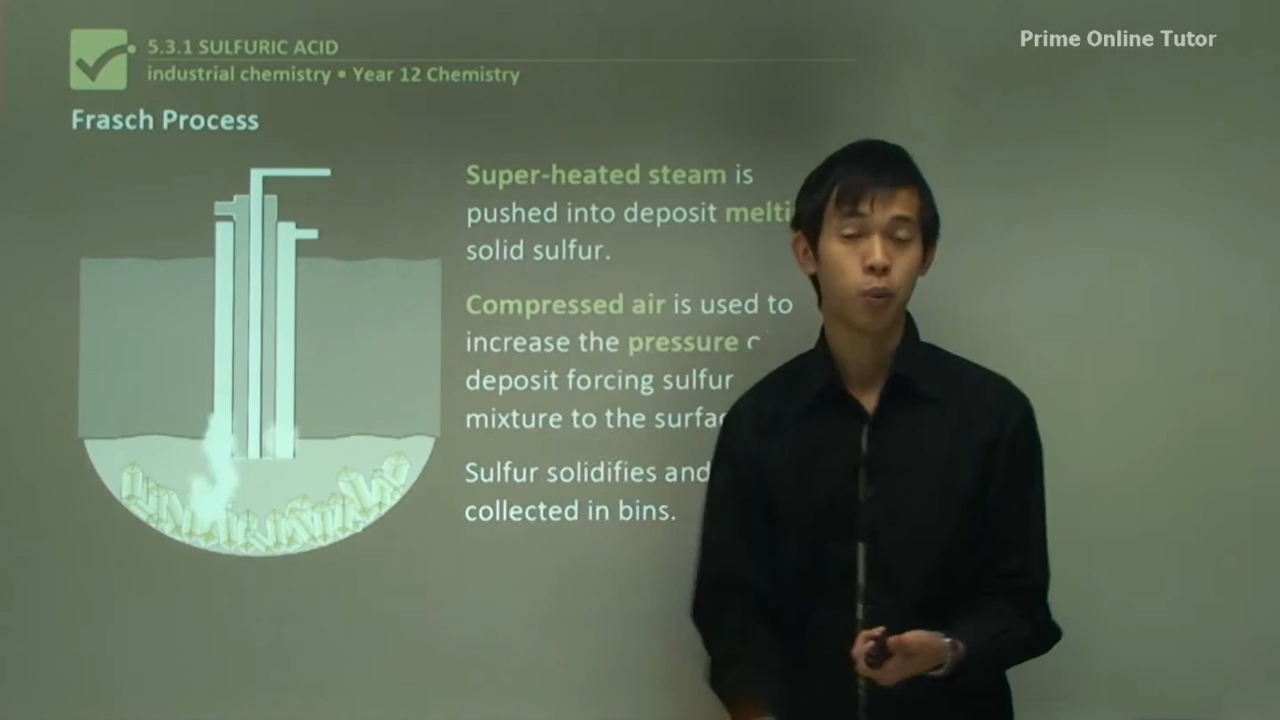 5.3.1 SULFURIC ACID
industrial chemistry • Year 12 Chemistry
Prime Online Tutor
Frasch Process
Super-heated steam is
pushed into deposit
solid sulfur.
Compressed air is used to
increase the pressure
deposit forcing sulfur
mixture to the
Sulfur solidifies and
collected in bins.